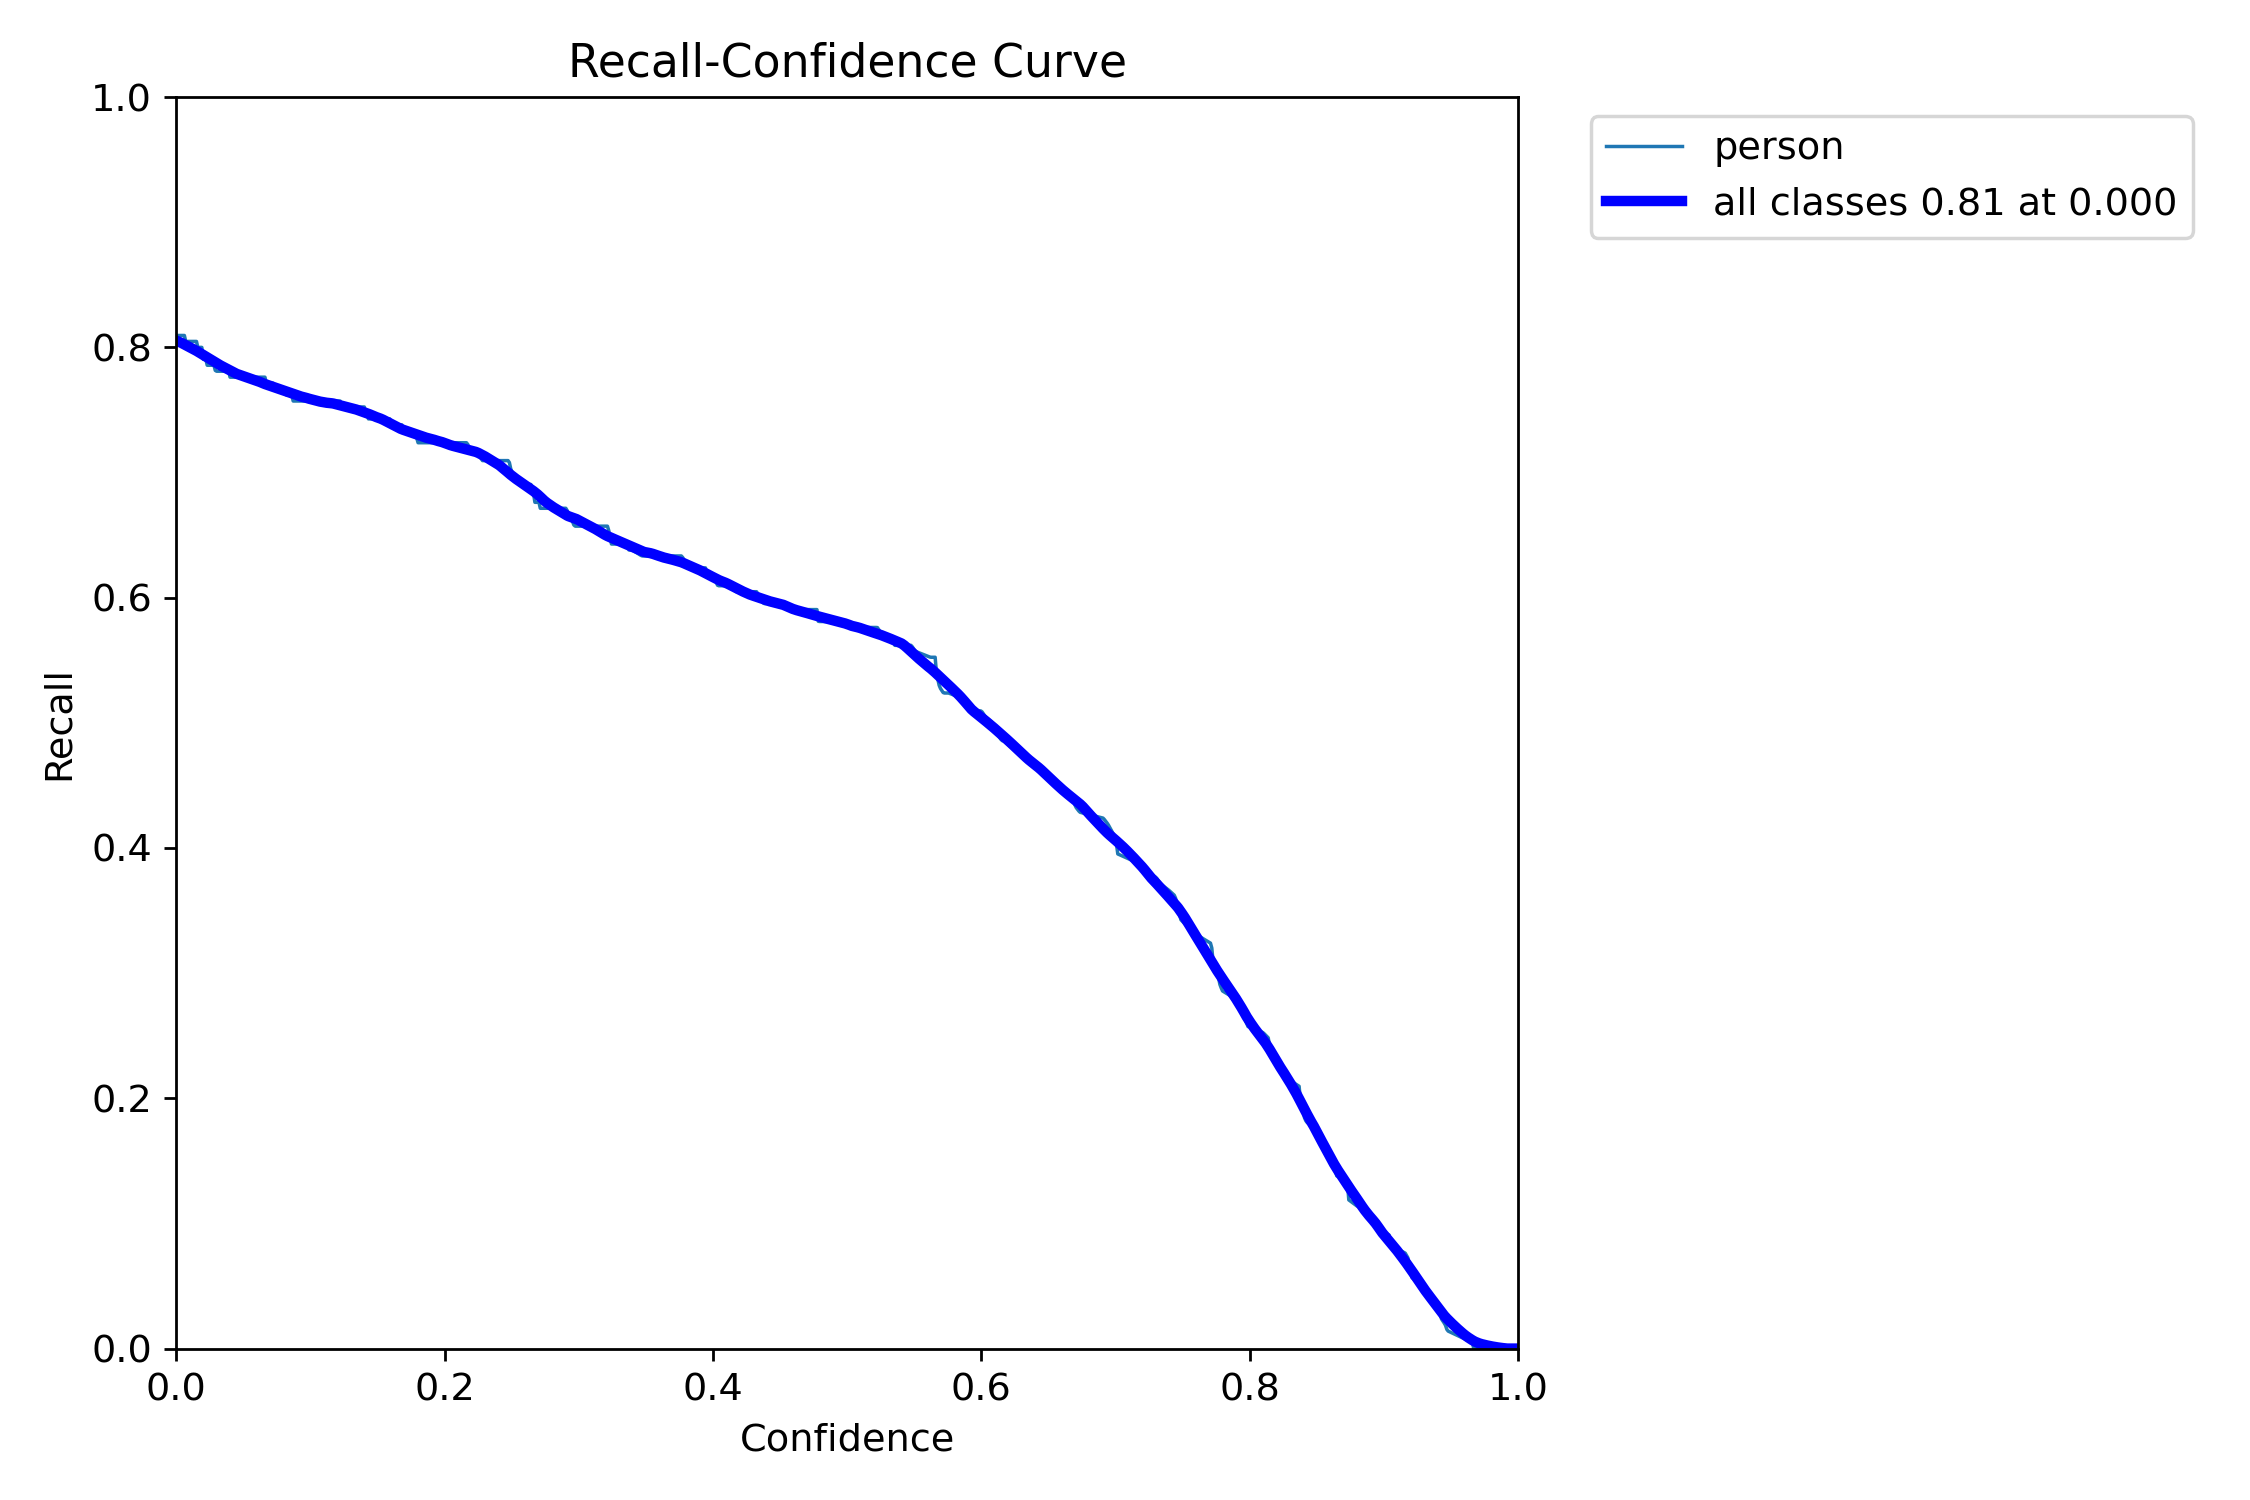 Recall-Confidence Curve
1.0
0.8
0.6
0.4
0.2
0.0
Recall
0.0 0.2 0.4 0.6 0.8 1.0
Confidence
person
all classes 0.81 at 0.000